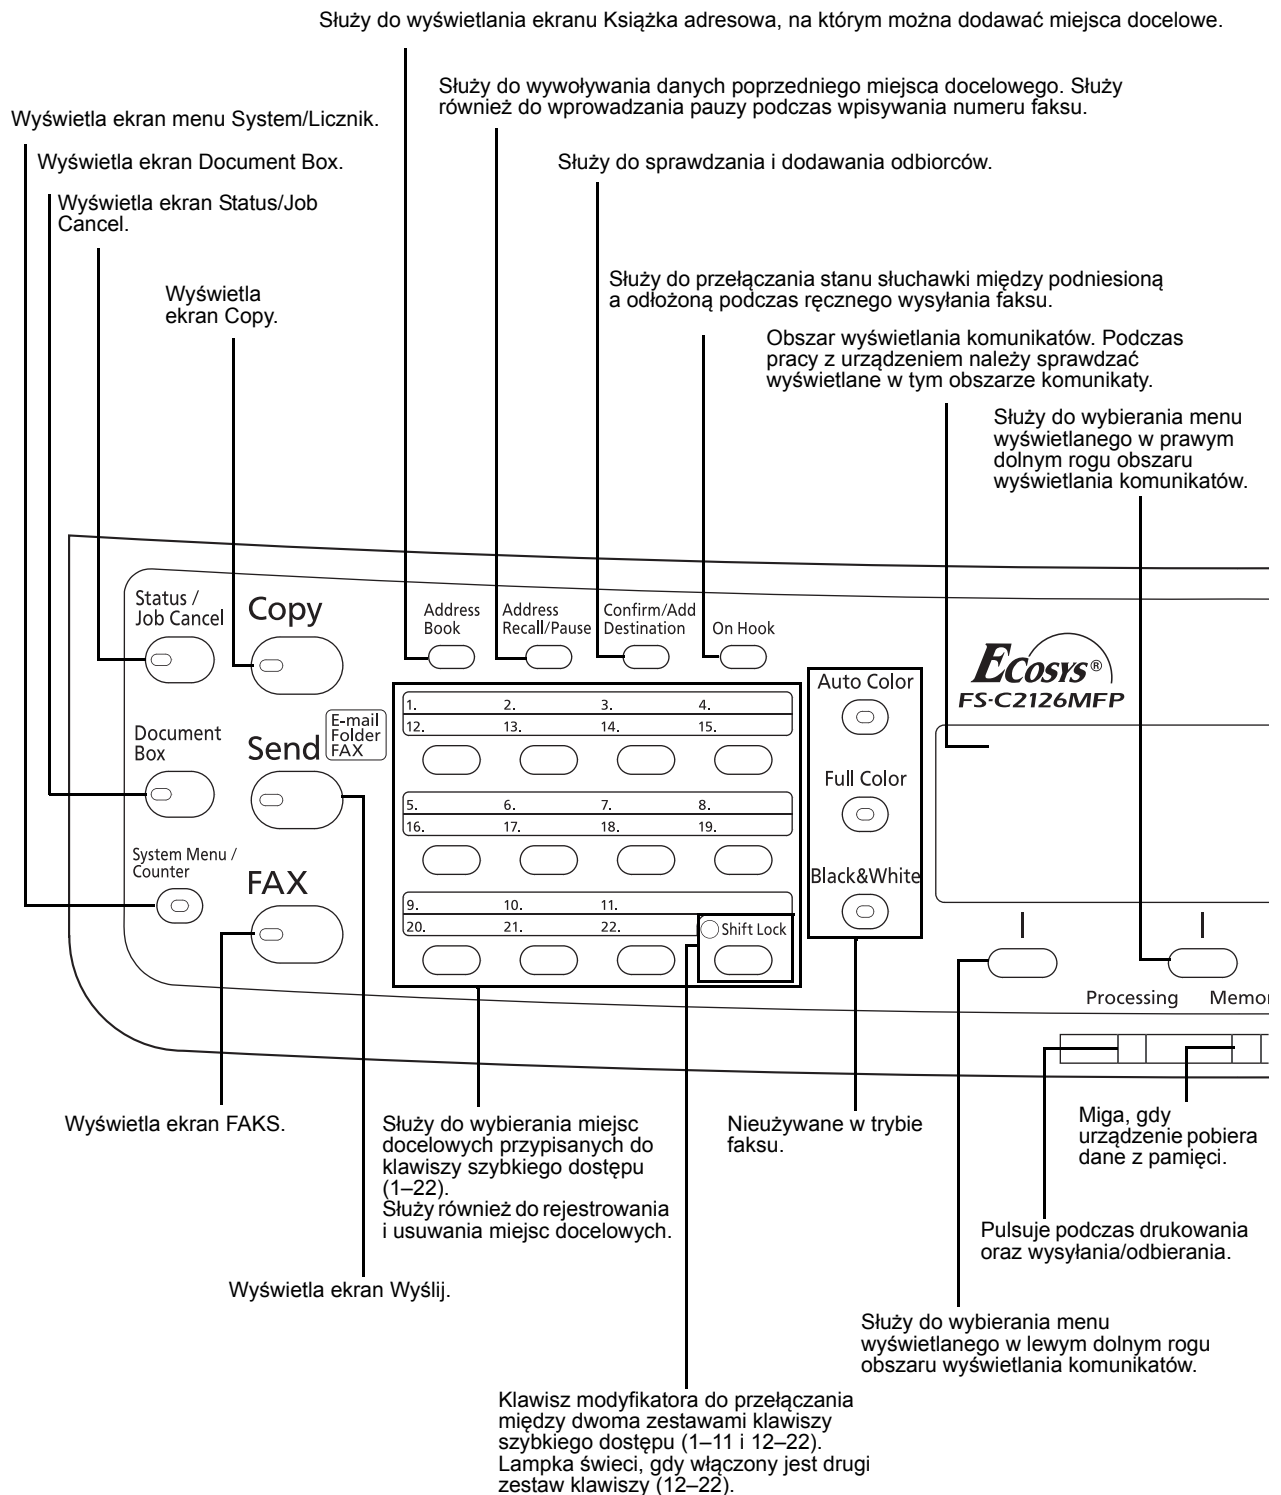 Służy do wyświetlania ekranu Książka adresowa, na którym można dodawać miejsca docelowe.
Służy do wywoływania danych poprzedniego miejsca docelowego. Służy
również do wprowadzania pauzy podczas wpisywania numeru faksu.
Wyświetla ekran menu System/Licznik.
Wyświetla ekran Document Box.
Służy do sprawdzania i dodawania odbiorców.
Wyświetla ekran Status/Job
Cancel.
Służy do przełączania stanu słuchawki między podniesioną
a odłożoną podczas ręcznego wysyłania faksu.
Wyświetla
ekran Copy.
Obszar wyświetlania komunikatów. Podczas
pracy z urządzeniem należy sprawdzać
wyświetlane w tym obszarze komunikaty.
Służy do wybierania menu
wyświetlanego w prawym
dolnym rogu obszaru
wyświetlania komunikatów.
Status /
Job Cancel
Copy
Address
Book
Address
Recall/Pause
Confirm/Add
Destination
On Hook
ECOSYS®
FS-C2126MFP
Auto Color
1. 2. 3. 4.
12. 13. 14. 15.
Document
Box
Send
E-mail
Folder
FAX
Full Color
5. 6. 7. 8.
16. 17. 18. 19.
System Menu /
Counter
FAX
Black&White
9. 10. 11.
20. 21. 22.
Shift Lock
Processing Memor
Wyświetla ekran FAKS.
Służy do wybierania miejsc
docelowych przypisanych do
klawiszy szybkiego dostępu
(1–22).
Służy również do rejestrowania
i usuwania miejsc docelowych.
Nieużywane w trybie
faksu.
Miga, gdy
urządzenie pobiera
dane z pamięci.
Pulsuje podczas drukowania
oraz wysyłania/odbierania.
Wyświetla ekran Wyślij.
Służy do wybierania menu
wyświetlanego w lewym dolnym rogu
obszaru wyświetlania komunikatów.
Klawisz modyfikatora do przełączania
między dwoma zestawami klawiszy
szybkiego dostępu (1–11 i 12–22).
Lampka świeci, gdy włączony jest drugi
zestaw klawiszy (12–22).